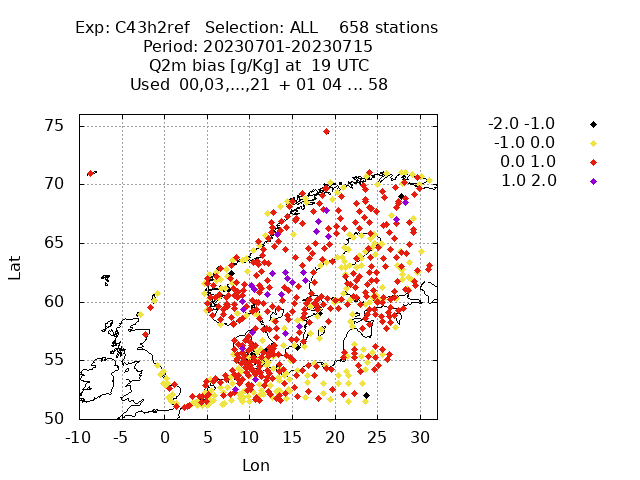 Exp: C43h2ref   Selection: ALL    658 stations
Period: 20230701-20230715
Q2m bias [g/Kg] at  19 UTC
Used  00,03,...,21  + 01 04 ... 58
-2.0 -1.0
-1.0 0.0
0.0 1.0
1.0 2.0
75
70
65
60
55
50
Lat
-10 -5 0 5 10 15 20 25 30
Lon